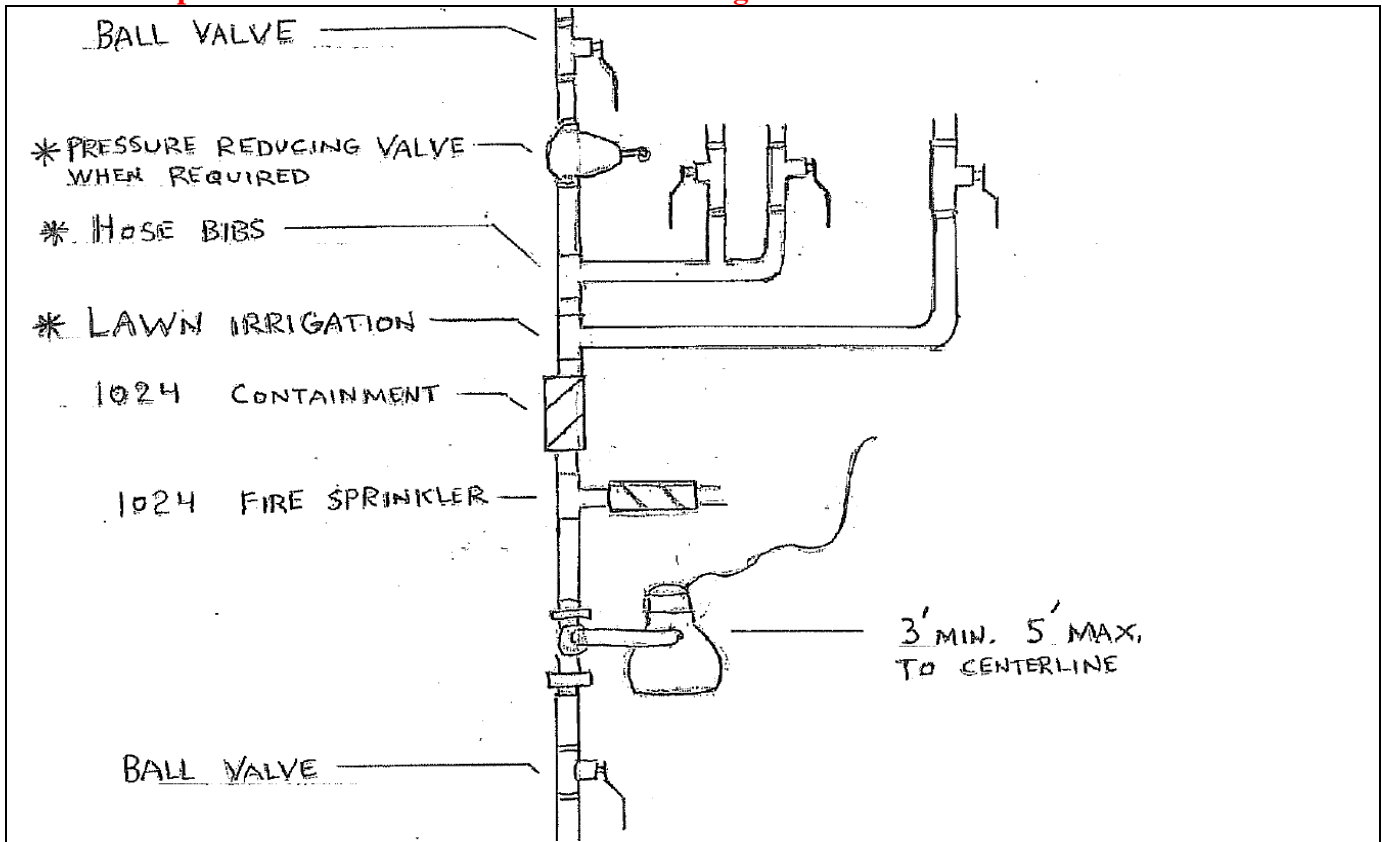 BALL VALVE
* PRESSURE REDUCING VALVE
WHEN REQUIRED
* HOSE BIBS
* LAWN IRRIGATION
1024 CONTAINMENT
1024 FIRE SPRINKLER
3' MIN. 5' MAX.
TO CENTERLINE
BALL VALVE